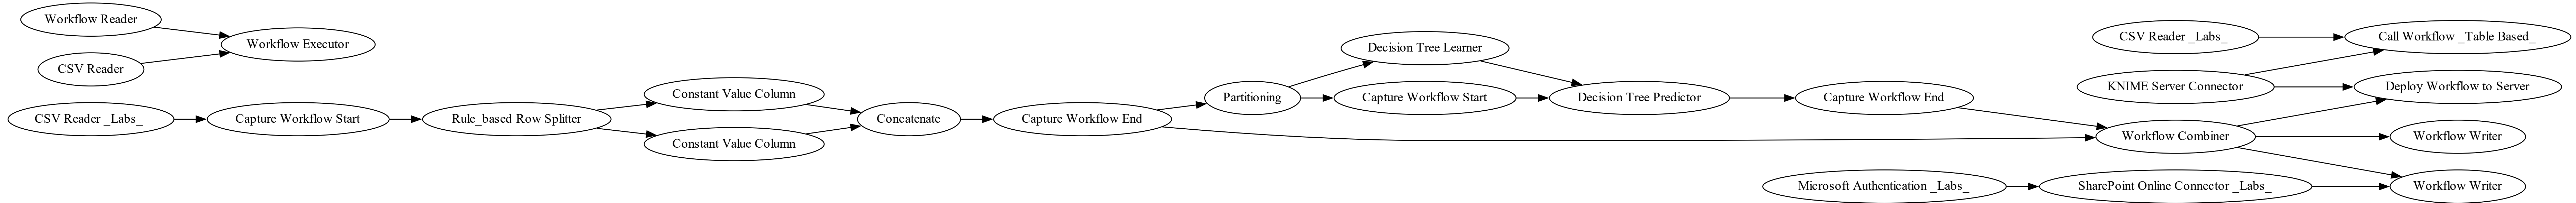 Workflow Reader
CSV Reader
Workflow Executor
CSV Reader _Labs_
Capture Workflow Start
Rule_based Row Splitter
Constant Value Column
Constant Value Column
Concatenate
Capture Workflow End
Partitioning
Decision Tree Learner
Capture Workflow Start
Decision Tree Predictor
Capture Workflow End
CSV Reader _Labs_
KNIME Server Connector
Workflow Combiner
Microsoft Authentication _Labs_
SharePoint Online Connector _Labs_
Call Workflow _Table Based_
Deploy Workflow to Server
Workflow Writer
Workflow Writer